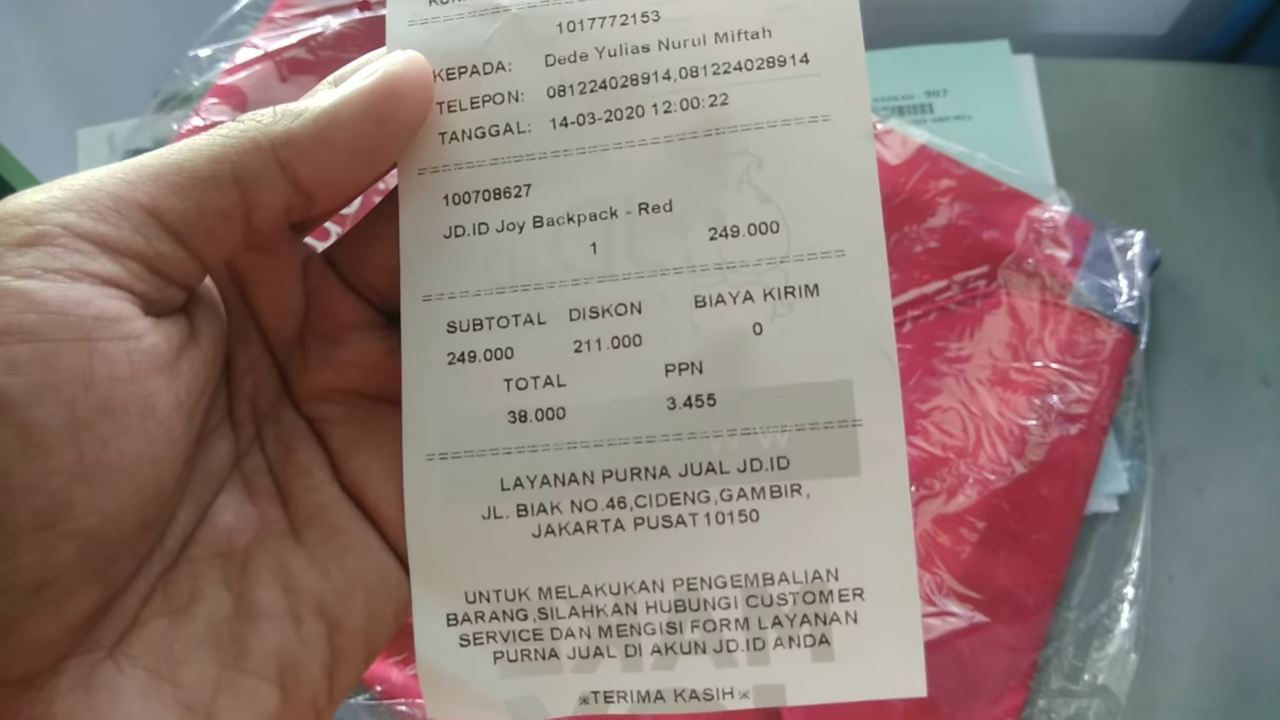 1017772153
KEPADA: Dede Yulias Nurul Miftah
TELEPON: 081224028914,081224028914
TANGGAL: 14-03-2020 12:00:22
100708627
JD.ID Joy Backpack - Red
1 249.000
SUBTOTAL DISKON BIAYA KIRIM
249.000 211.000 0
TOTAL PPN
38.000 3.455
LAYANAN PURNA JUAL JD.ID
JL. BIAK NO.46,CIDENG,GAMBIR,
JAKARTA PUSAT10150
UNTUK MELAKUKAN PENGEMBALIAN
BARANG,SILAHKAN HUBUNGI CUSTOMER
SERVICE DAN MENGISI FORM LAYANAN
PURNA JUAL DI AKUN JD.ID ANDA
※TERIMA KASIH※